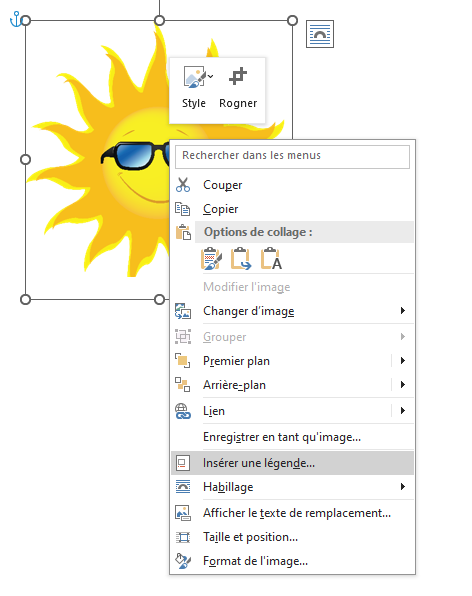 Style
Rogner
Rechercher dans les menus
Couper
Copier
Options de collage :
Modifier l'image
Changer d'image
Grouper
Premier plan
Arrière-plan
Lien
Enregistrer en tant qu'image...
Insérer une légende...
Habillage
Afficher le texte de remplacement...
Taille et position...
Format de l'image...